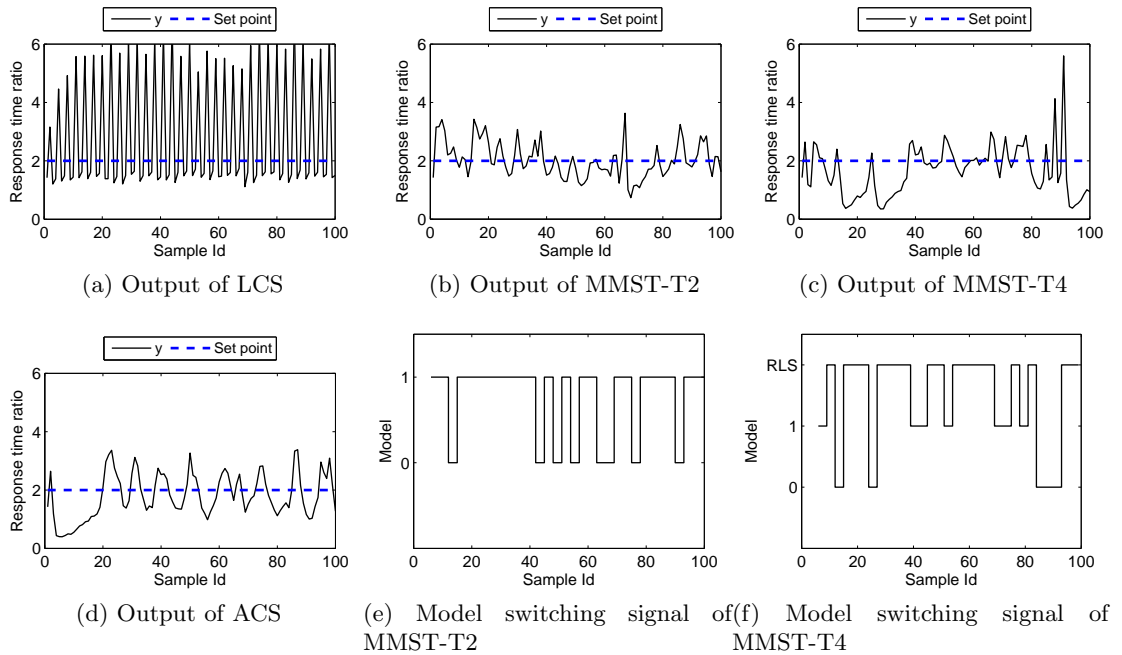 y Set point
6
4
2
0
Response time ratio
0 20 40 60 80 100
Sample Id
(a) Output of LCS
y Set point
6
4
2
0
Response time ratio
0 20 40 60 80 100
Sample Id
(b) Output of MMST-T2
y Set point
6
4
2
0
Response time ratio
0 20 40 60 80 100
Sample Id
(c) Output of MMST-T4
y Set point
6
4
2
0
Response time ratio
0 20 40 60 80 100
Sample Id
(d) Output of ACS
1
0
Model
0 20 40 60 80 100
Sample Id
(e) Model switching signal of
MMST-T2
RLS
1
0
Model
0 20 40 60 80 100
Sample Id
(f) Model switching signal of
MMST-T4